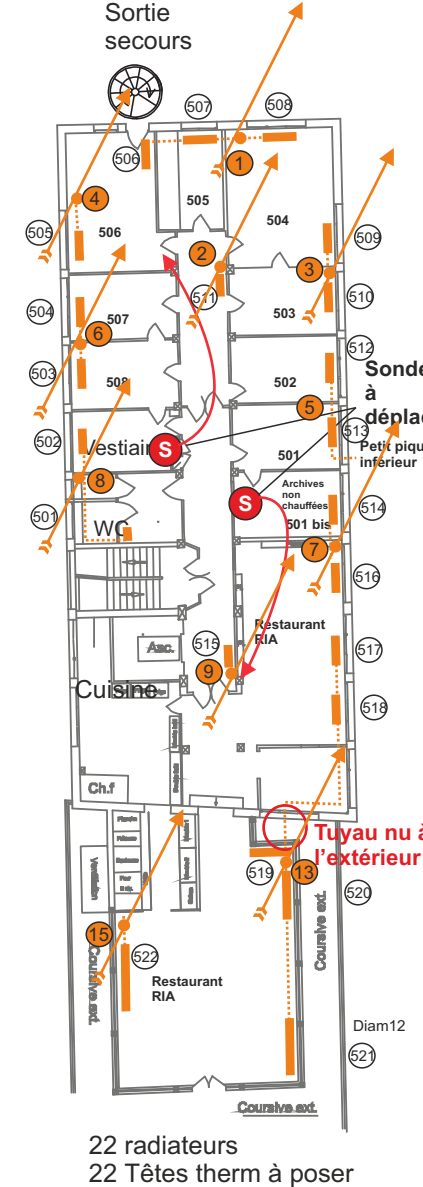 Sortie
secours
507
508
506
1
4
505
505
506
504
509
2
3
511
510
504
507
503
6
512
503
508
502
Sonde
à
déplac
5
513
502
Vestiair
S
501
Petit piqu
inférieur
8
Archives
non
chauffées
S
514
501
WC
501 bis
7
516
Restaurant
RIA
515
517
Asc.
9
Cuisine
518
Ch.f
Tuyau nu à
l'extérieur
519
13
520
Ventilation
15
522
Coursive ext.
Coursive ext.
Restaurant
RIA
Diam12
521
Coursive ext.
22 radiateurs
22 Têtes therm à poser